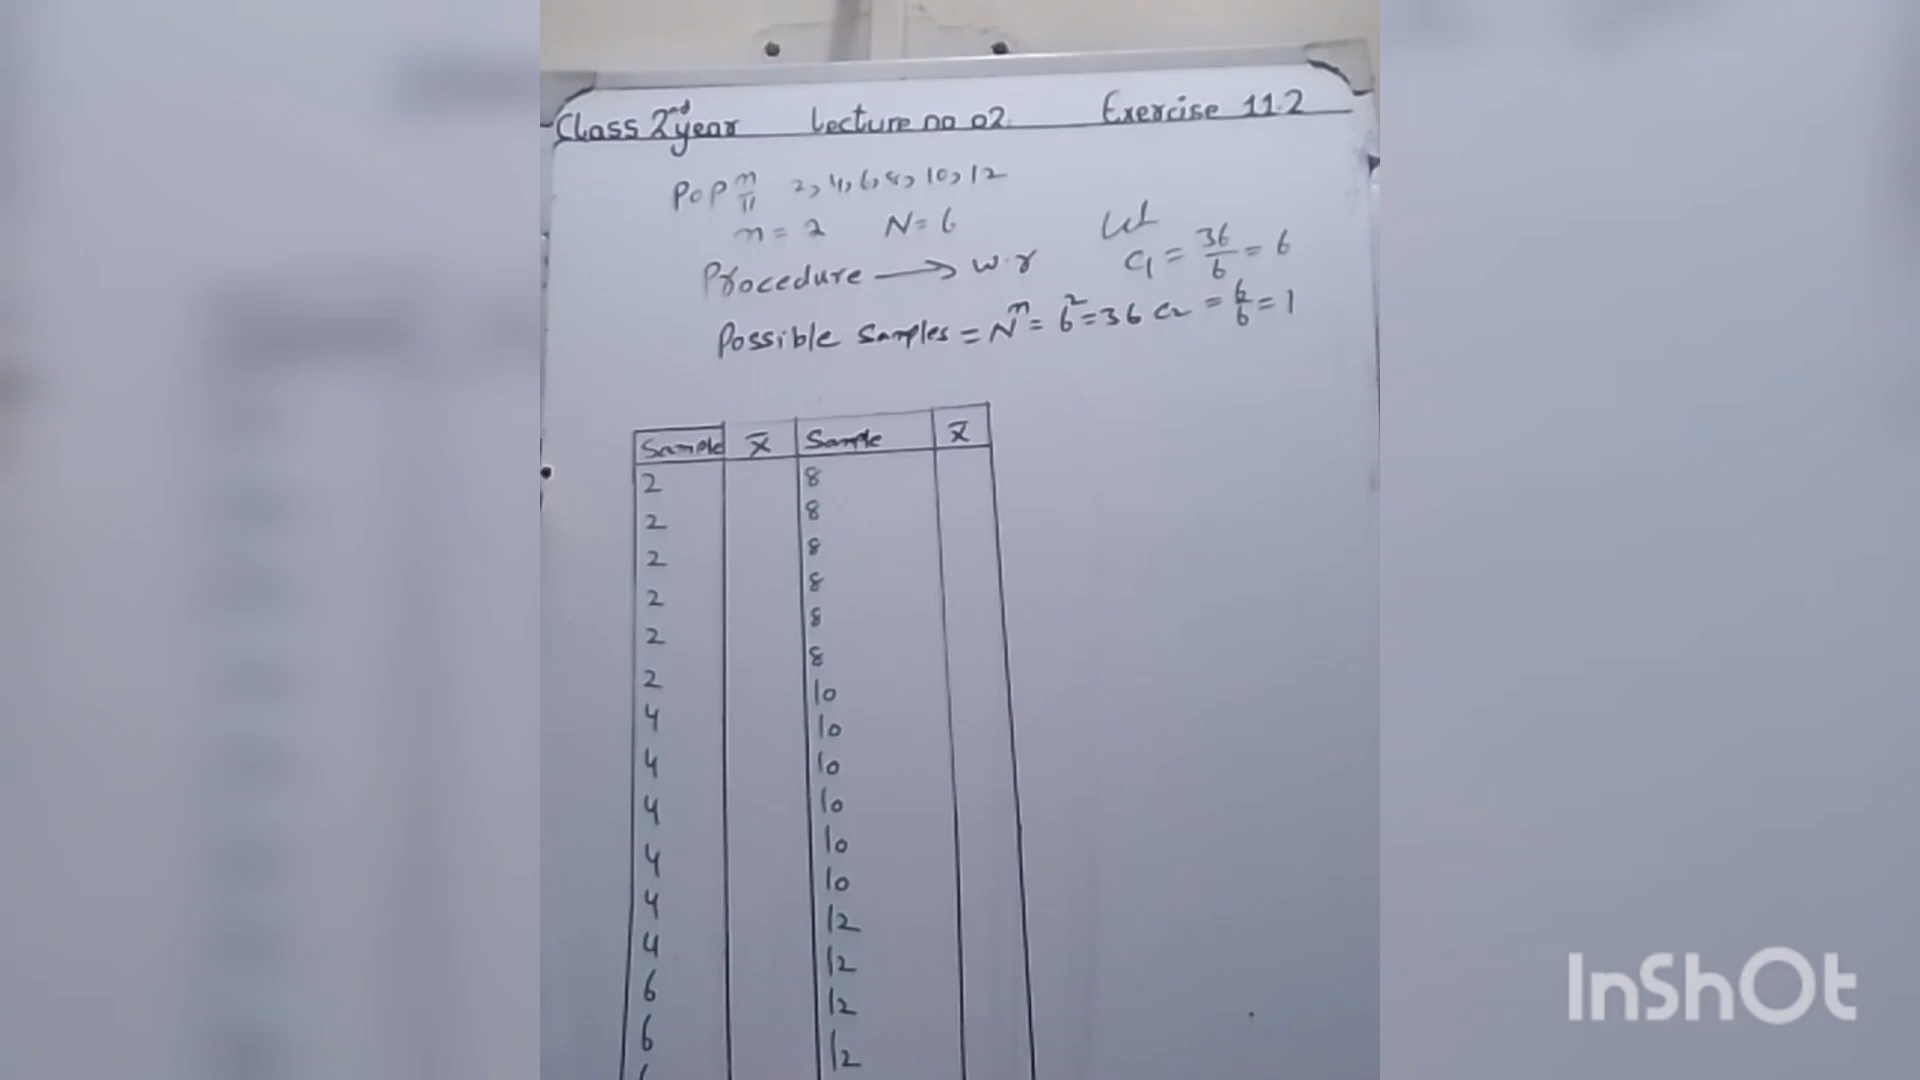 Class 2nd year Lecture no 02. Exercise 11.2
Popn 2, 4, 6, 8, 10, 12
n = 2 N = 6
Procedure → w.r
C1 = 36/6 = 6
Possible Samples = N^n = 6^2 = 36 C2 = 6/6 = 1
Sample x̄ Sample x̄
2 8
2 8
2 8
2 8
2 8
2 8
4 10
4 10
4 10
4 10
4 10
4 10
6 12
6 12
12
12
InShOt